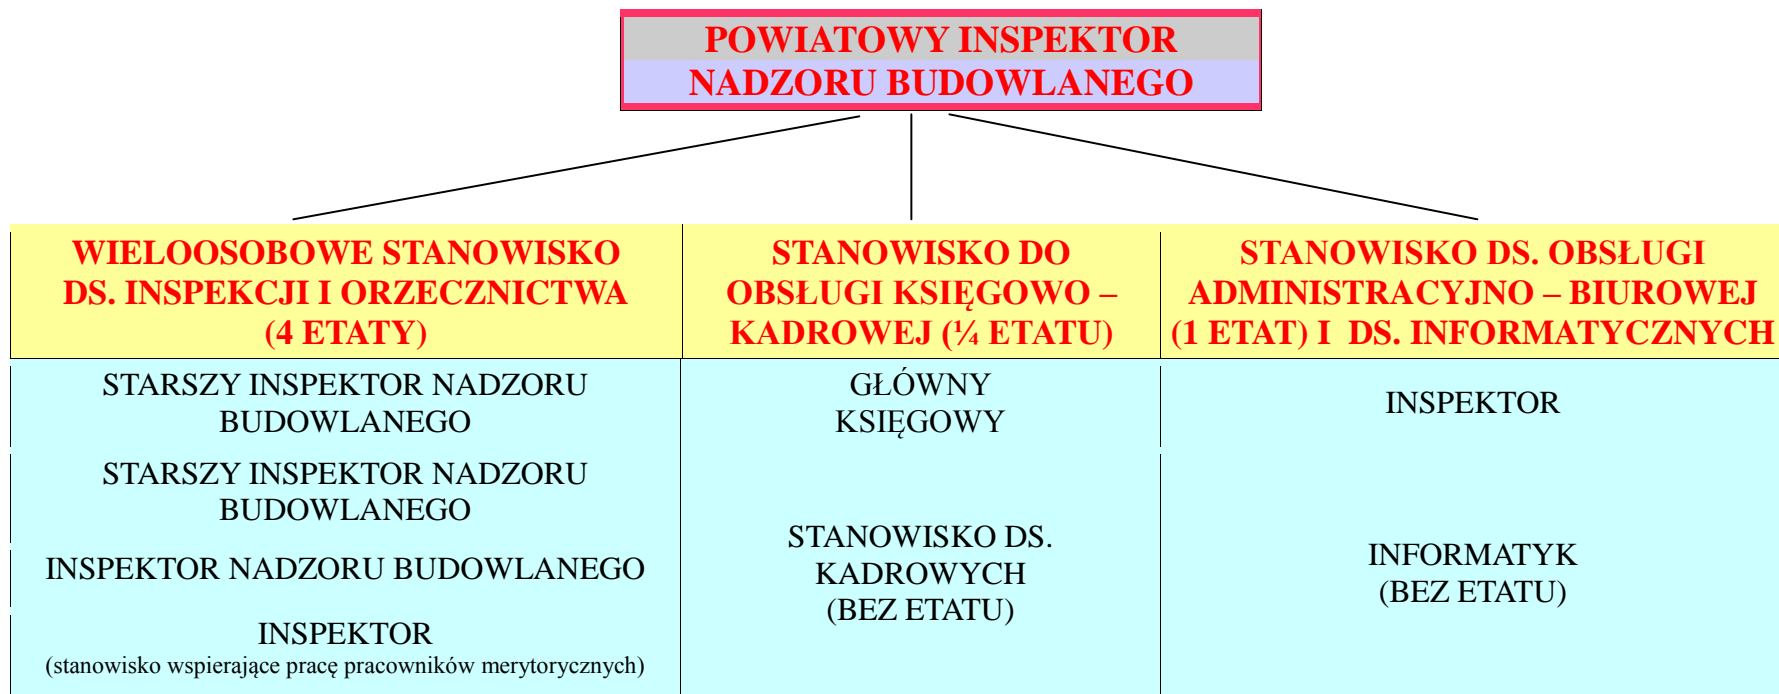 POWIATOWY INSPEKTOR
NADZORU BUDOWLANEGO
WIELOOSOBOWE STANOWISKO
DS. INSPEKCJI I ORZECZNICTWA
(4 ETATY)
STANOWISKO DO
OBSŁUGI KSIĘGOWO –
KADROWEJ (¼ ETATU)
STANOWISKO DS. OBSŁUGI
ADMINISTRACYJNO – BIUROWEJ
(1 ETAT) I DS. INFORMATYCZNYCH
STARSZY INSPEKTOR NADZORU
BUDOWLANEGO
GŁÓWNY
KSIĘGOWY
INSPEKTOR
STARSZY INSPEKTOR NADZORU
BUDOWLANEGO
INSPEKTOR NADZORU BUDOWLANEGO
INSPEKTOR
(stanowisko wspierające pracę pracowników merytorycznych)
STANOWISKO DS.
KADROWYCH
(BEZ ETATU)
INFORMATYK
(BEZ ETATU)